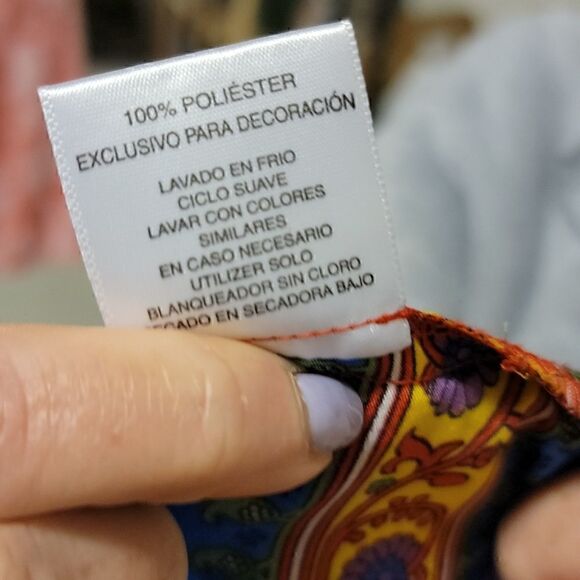 100% POLIÉSTER
EXCLUSIVO PARA DECORACIÓN
LAVADO EN FRIO
CICLO SUAVE
LAVAR CON COLORES
SIMILARES
EN CASO NECESARIO
UTILIZER SOLO
BLANQUEADOR SIN CLORO
EN SECADORA BAJO